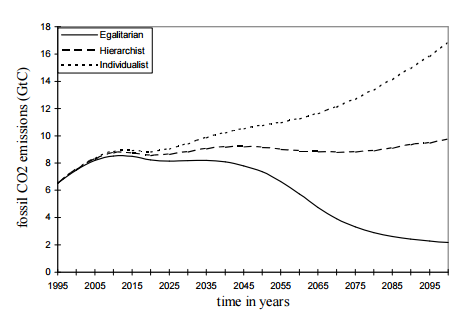 18
16
14
12
10
8
6
4
2
0
fossil CO2 emissions (GtC)
Egalitarian
Hierarchist
Individualist
1995 2005 2015 2025 2035 2045 2055 2065 2075 2085 2095
time in years